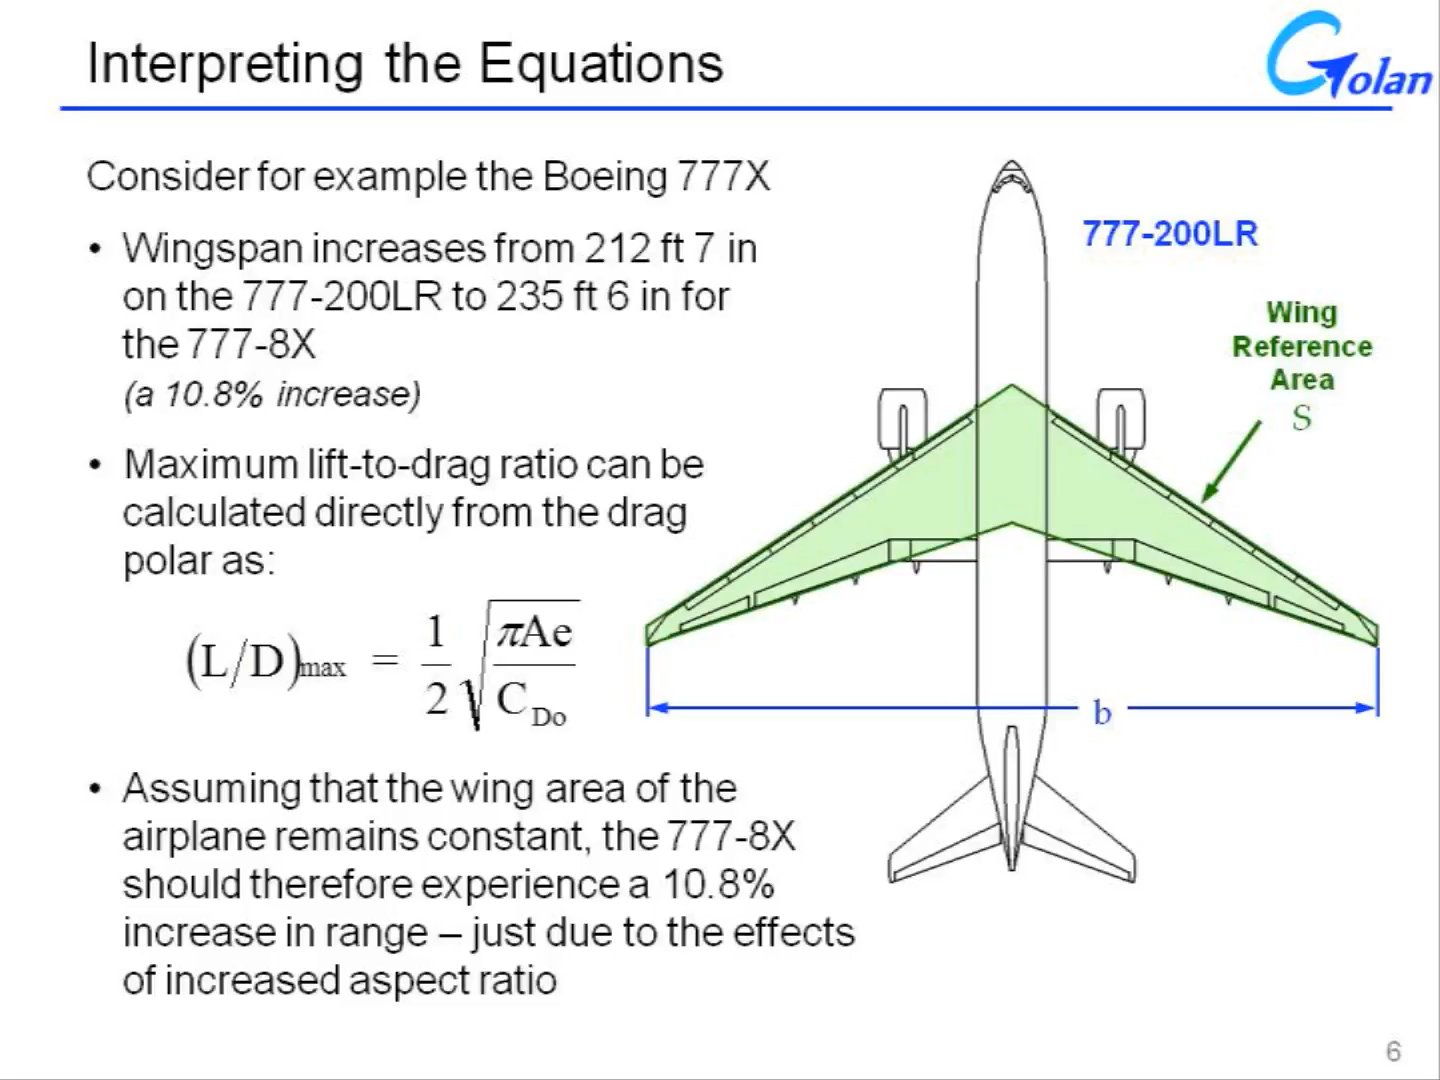 Interpreting the Equations
Golan
Consider for example the Boeing 777X
• Wingspan increases from 212 ft 7 in
on the 777-200LR to 235 ft 6 in for
the 777-8X
(a 10.8% increase)
• Maximum lift-to-drag ratio can be
calculated directly from the drag
polar as:
(L/D)max = 1/2 √(πAe/C_Do)
• Assuming that the wing area of the
airplane remains constant, the 777-8X
should therefore experience a 10.8%
increase in range – just due to the effects
of increased aspect ratio
777-200LR
Wing
Reference
Area
S
b
6